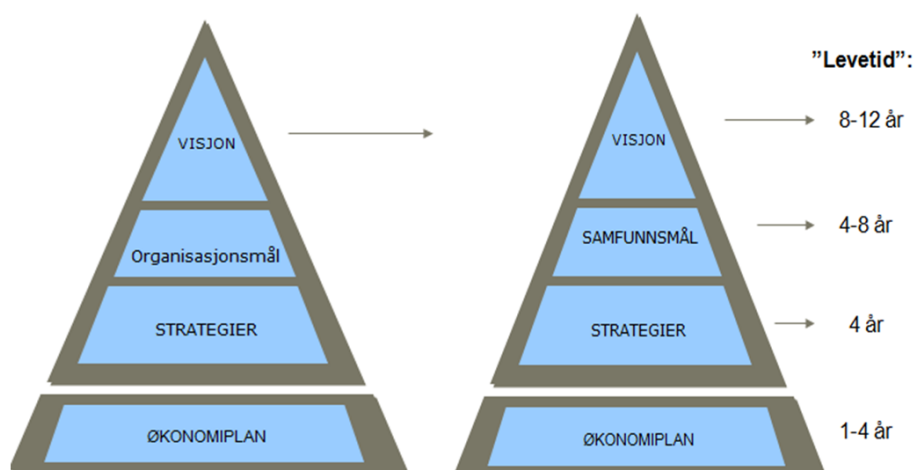 VISJON
Organisasjonsmål
STRATEGIER
ØKONOMIPLAN
VISJON
SAMFUNNSMÅL
STRATEGIER
ØKONOMIPLAN
"Levetid":
8-12 år
4-8 år
4 år
1-4 år